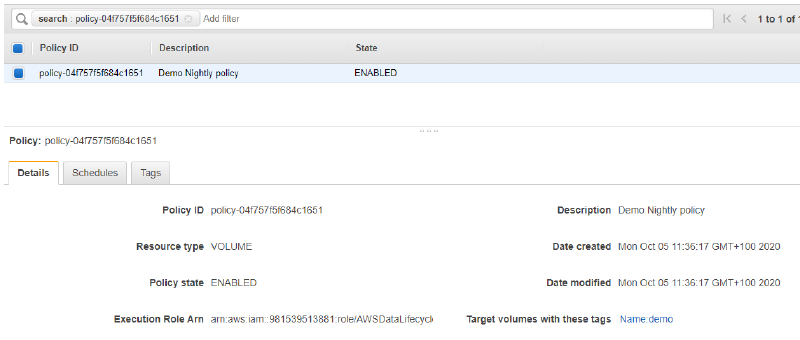 search : policy-04f757f5f684c1651 Add filter 1 to 1 of 1
Policy ID Description State
policy-04f757f5f684c1651 Demo Nightly policy ENABLED
Policy: policy-04f757f5f684c1651
Details Schedules Tags
Policy ID policy-04f757f5f684c1651 Description Demo Nightly policy
Resource type VOLUME Date created Mon Oct 05 11:36:17 GMT+100 2020
Policy state ENABLED Date modified Mon Oct 05 11:36:17 GMT+100 2020
Execution Role Arn arn:aws:iam::981539513881:role/AWSDataLifecycl Target volumes with these tags Name:demo